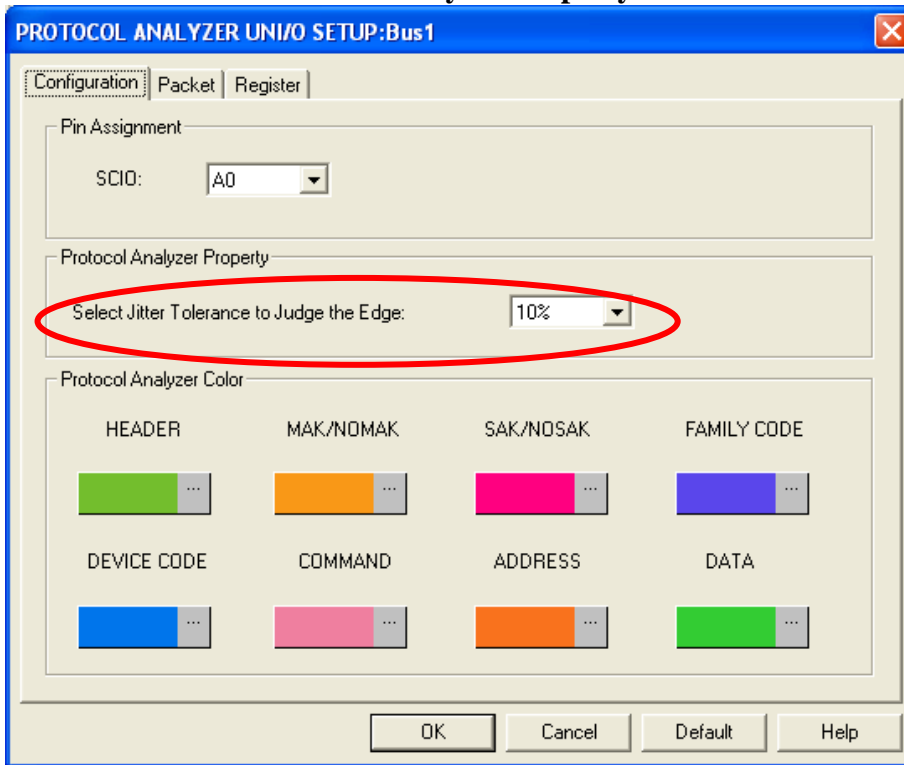 PROTOCOL ANALYZER UNI/O SETUP:Bus1
Configuration Packet Register
Pin Assignment
SCIO: A0
Protocol Analyzer Property
Select Jitter Tolerance to Judge the Edge: 10%
Protocol Analyzer Color
HEADER MAK/NOMAK SAK/NOSAK FAMILY CODE
... ... ... ...
DEVICE CODE COMMAND ADDRESS DATA
... ... ... ...
OK Cancel Default Help